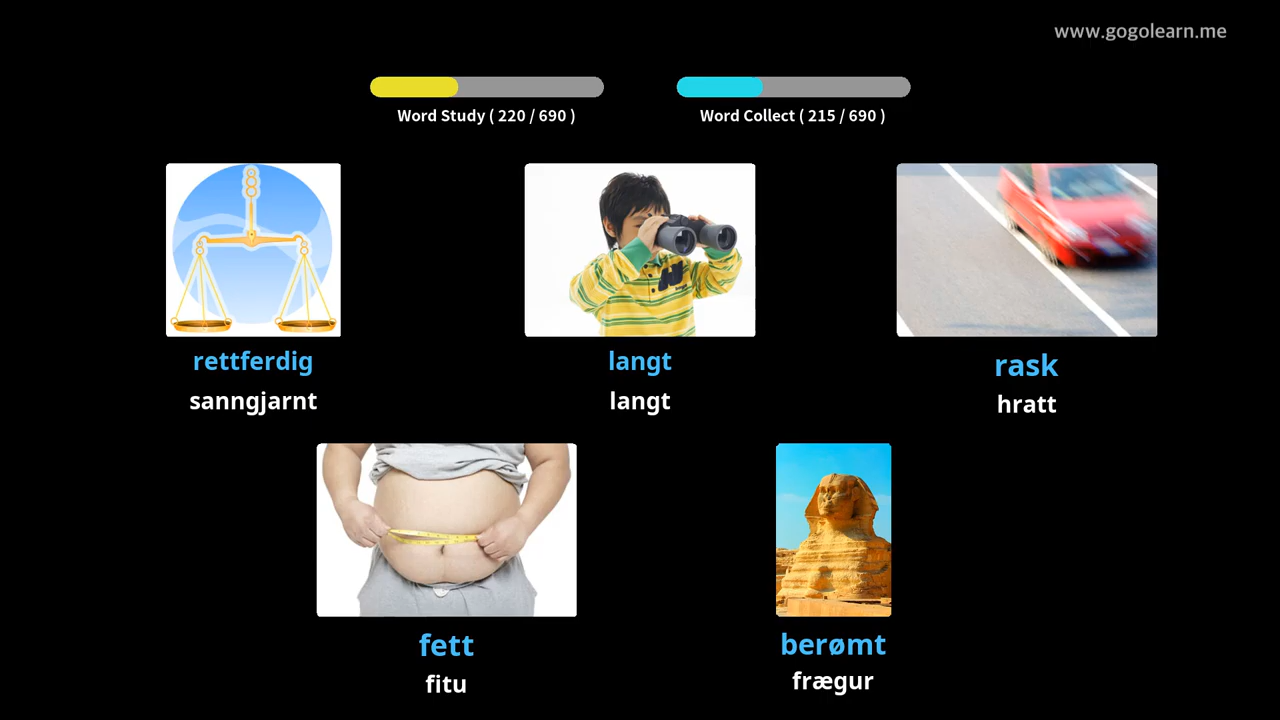 www.gogolearn.me
Word Study ( 220 / 690 )
Word Collect ( 215 / 690 )
rettferdig
sanngjarnt
langt
langt
rask
hratt
fett
fitu
berømt
frægur